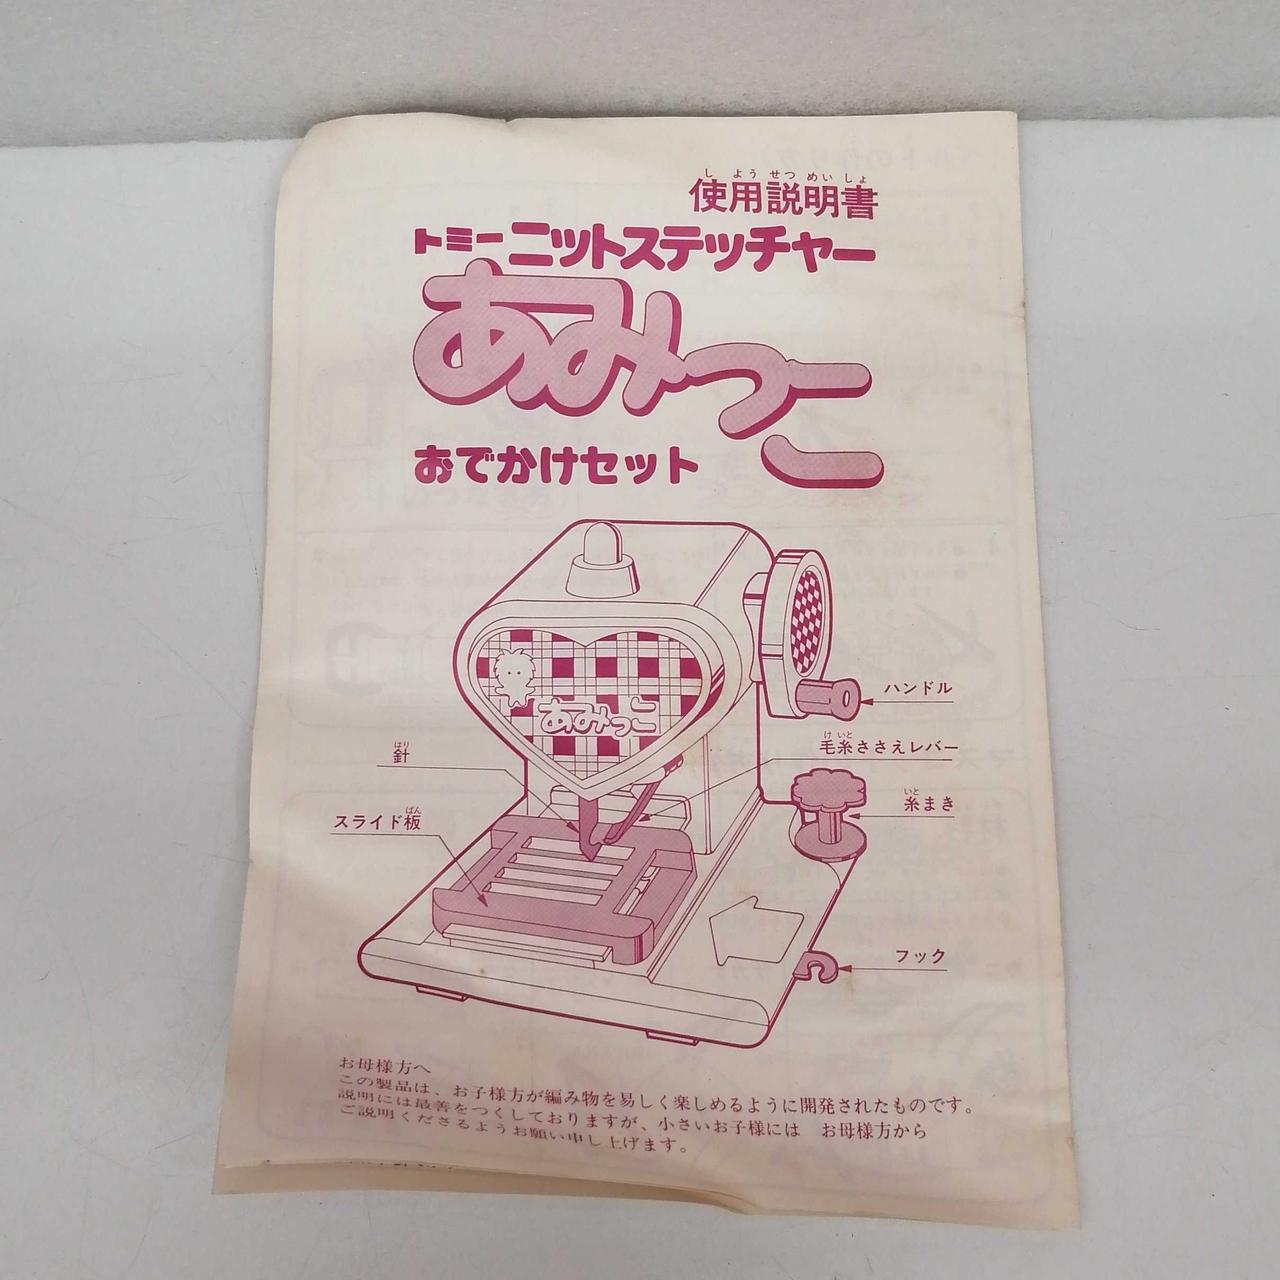 しようせつめいしょ
使用説明書
トミーニットステッチャー
あみっこ
おでかけセット
あみっこ
ハンドル
けいと
毛糸ささえレバー
はり
針
いと
糸まき
ばん
スライド板
フック
お母様方へ
この製品は、お子様方が編み物を易しく楽しめるように開発されたものです。
説明には最善をつくしておりますが、小さいお子様には お母様方から
ご説明くださるようお願い申し上げます。